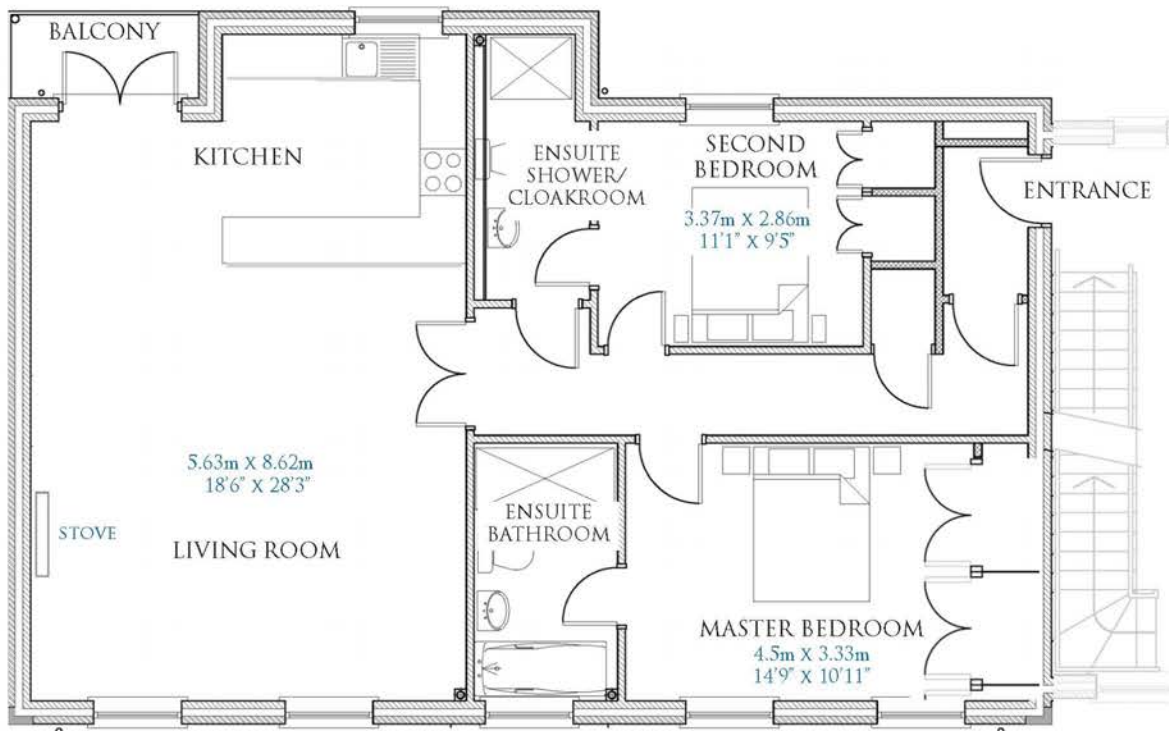 BALCONY
KITCHEN
ENSUITE
SHOWER/
CLOAKROOM
SECOND
BEDROOM
3.37m X 2.86m
11'1" X 9'5"
ENTRANCE
5.63m X 8.62m
18'6" X 28'3"
STOVE
LIVING ROOM
ENSUITE
BATHROOM
MASTER BEDROOM
4.5m X 3.33m
14'9" X 10'11"